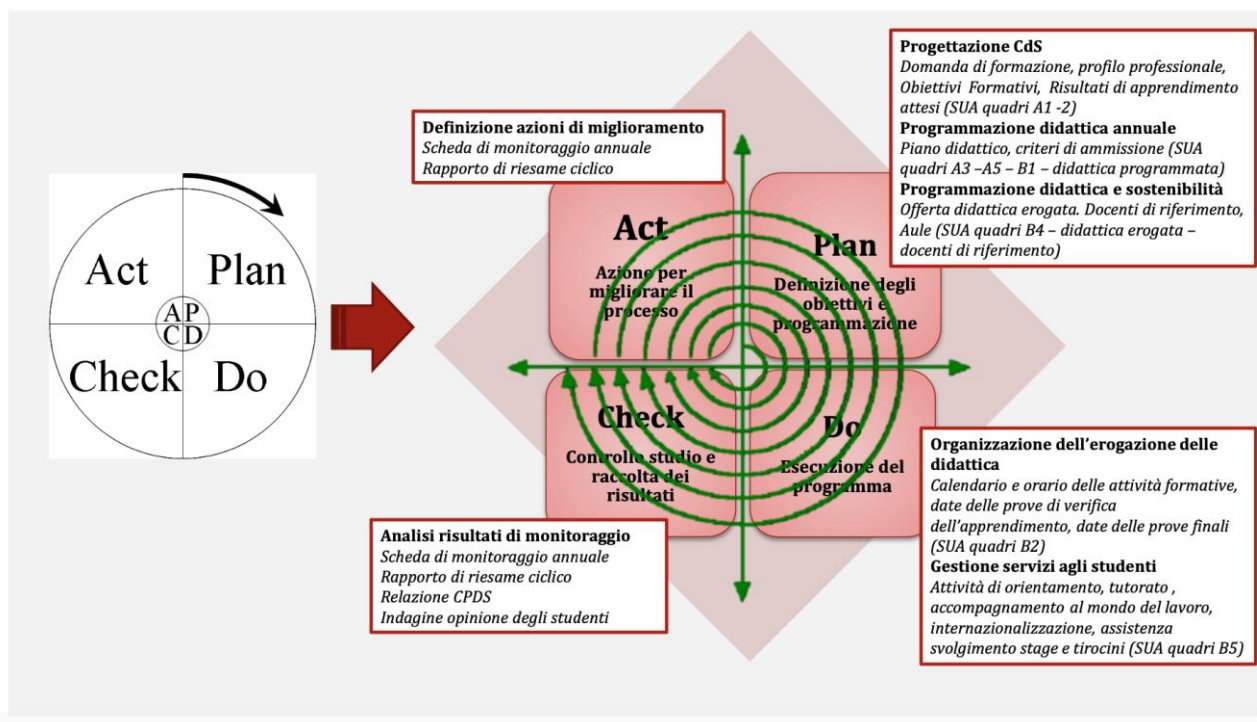 Act
Plan
A P
C D
Check
Do
Definizione azioni di miglioramento
Scheda di monitoraggio annuale
Rapporto di riesame ciclico
Progettazione CdS
Domanda di formazione, profilo professionale,
Obiettivi Formativi, Risultati di apprendimento
attesi (SUA quadri A1 -2)
Programmazione didattica annuale
Piano didattico, criteri di ammissione (SUA
quadri A3 –A5 – B1 – didattica programmata)
Programmazione didattica e sostenibilità
Offerta didattica erogata. Docenti di riferimento,
Aule (SUA quadri B4 – didattica erogata –
docenti di riferimento)
Act
Azione per
migliorare il
processo
Plan
Definizione degli
obiettivi e
programmazione
Check
Controllo studio e
raccolta dei
risultati
Do
Esecuzione del
programma
Analisi risultati di monitoraggio
Scheda di monitoraggio annuale
Rapporto di riesame ciclico
Relazione CPDS
Indagine opinione degli studenti
Organizzazione dell'erogazione delle
didattica
Calendario e orario delle attività formative,
date delle prove di verifica
dell'apprendimento, date delle prove finali
(SUA quadri B2)
Gestione servizi agli studenti
Attività di orientamento, tutorato ,
accompagnamento al mondo del lavoro,
internazionalizzazione, assistenza
svolgimento stage e tirocini (SUA quadri B5)